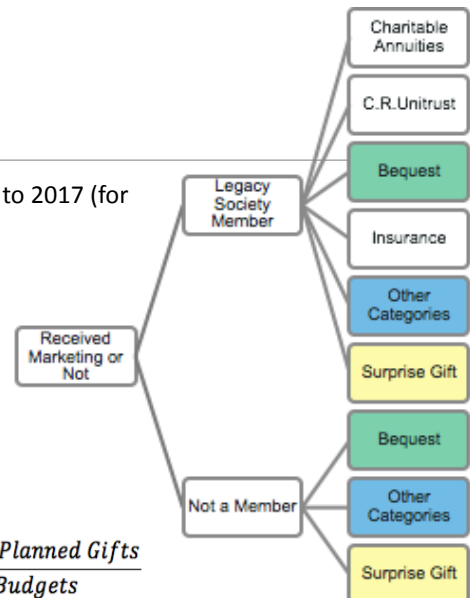 Charitable
Annuities
C.R.Unitrust
to 2017 (for
Legacy
Society
Member
Bequest
Insurance
Other
Categories
Received
Marketing or
Not
Surprise Gift
Bequest
Not a Member
Other
Categories
Planned Gifts
Budgets
Surprise Gift